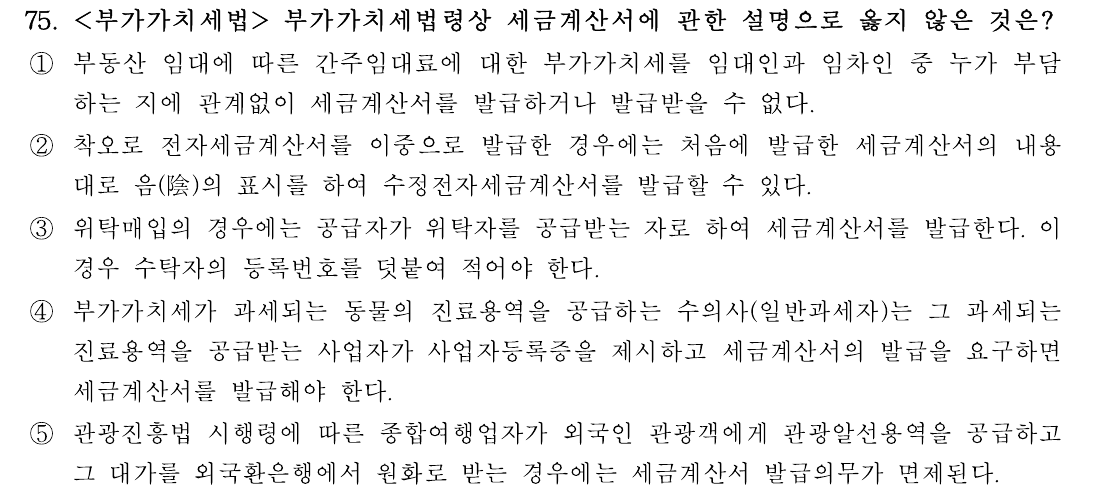 75. <부가가치세법> 부가가치세법령상 세금계산서에 관한 설명으로 옳지 않은 것은?
① 부동산 임대에 따른 간주임대료에 대한 부가가치세를 임대인과 임차인 중 누가 부담
하는 지에 관계없이 세금계산서를 발급하거나 발급받을 수 없다.
② 착오로 전자세금계산서를 이중으로 발급한 경우에는 처음에 발급한 세금계산서의 내용
대로 음(陰)의 표시를 하여 수정전자세금계산서를 발급할 수 있다.
③ 위탁매입의 경우에는 공급자가 위탁자를 공급받는 자로 하여 세금계산서를 발급한다. 이
경우 수탁자의 등록번호를 덧붙여 적어야 한다.
④ 부가가치세가 과세되는 동물의 진료용역을 공급하는 수의사(일반과세자)는 그 과세되는
진료용역을 공급받는 사업자가 사업자등록증을 제시하고 세금계산서의 발급을 요구하면
세금계산서를 발급해야 한다.
⑤ 관광진흥법 시행령에 따른 종합여행업자가 외국인 관광객에게 관광알선용역을 공급하고
그 대가를 외국환은행에서 원화로 받는 경우에는 세금계산서 발급의무가 면제된다.